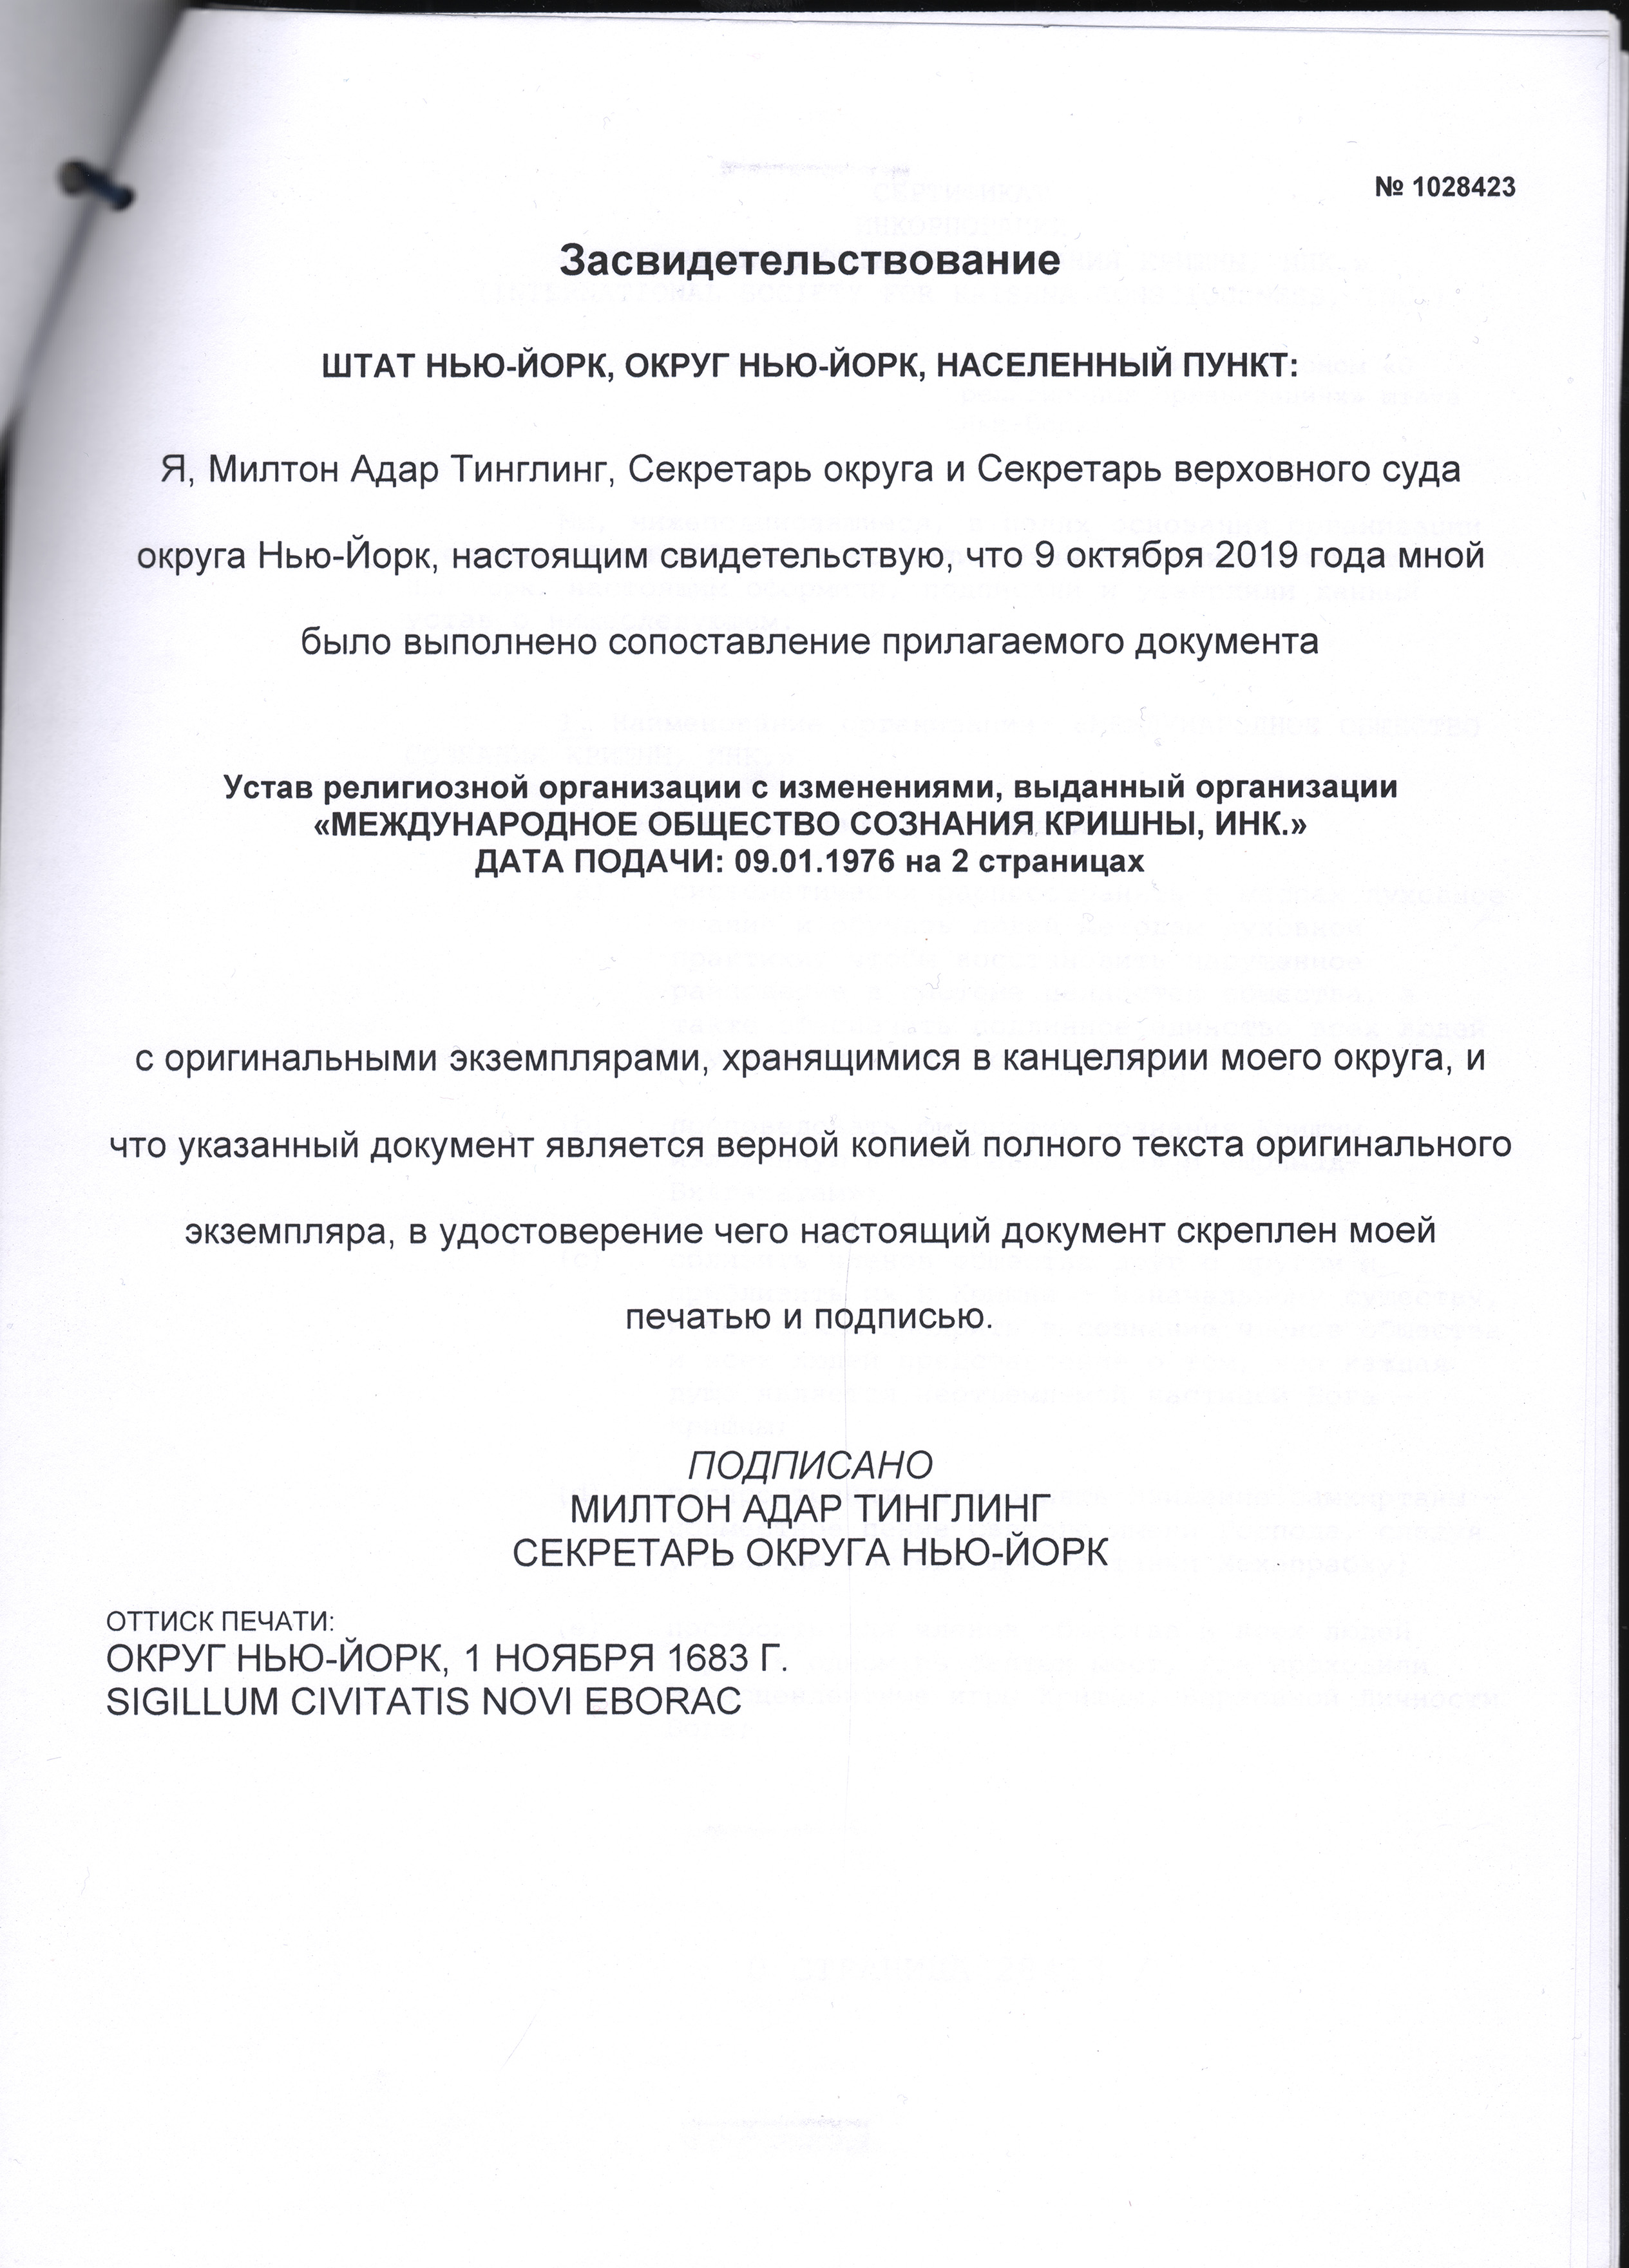 № 1028423
Засвидетельствование
ШТАТ НЬЮ-ЙОРК, ОКРУГ НЬЮ-ЙОРК, НАСЕЛЕННЫЙ ПУНКТ:
Я, Милтон Адар Тинглинг, Секретарь округа и Секретарь верховного суда
округа Нью-Йорк, настоящим свидетельствую, что 9 октября 2019 года мной
было выполнено сопоставление прилагаемого документа
Устав религиозной организации с изменениями, выданный организации
«МЕЖДУНАРОДНОЕ ОБЩЕСТВО СОЗНАНИЯ КРИШНЫ, ИНК.»
ДАТА ПОДАЧИ: 09.01.1976 на 2 страницах
с оригинальными экземплярами, хранящимися в канцелярии моего округа, и
что указанный документ является верной копией полного текста оригинального
экземпляра, в удостоверение чего настоящий документ скреплен моей
печатью и подписью.
ПОДПИСАНО
МИЛТОН АДАР ТИНГЛИНГ
СЕКРЕТАРЬ ОКРУГА НЬЮ-ЙОРК
ОТТИСК ПЕЧАТИ:
ОКРУГ НЬЮ-ЙОРК, 1 НОЯБРЯ 1683 Г.
SIGILLUM CIVITATIS NOVI EBORAC